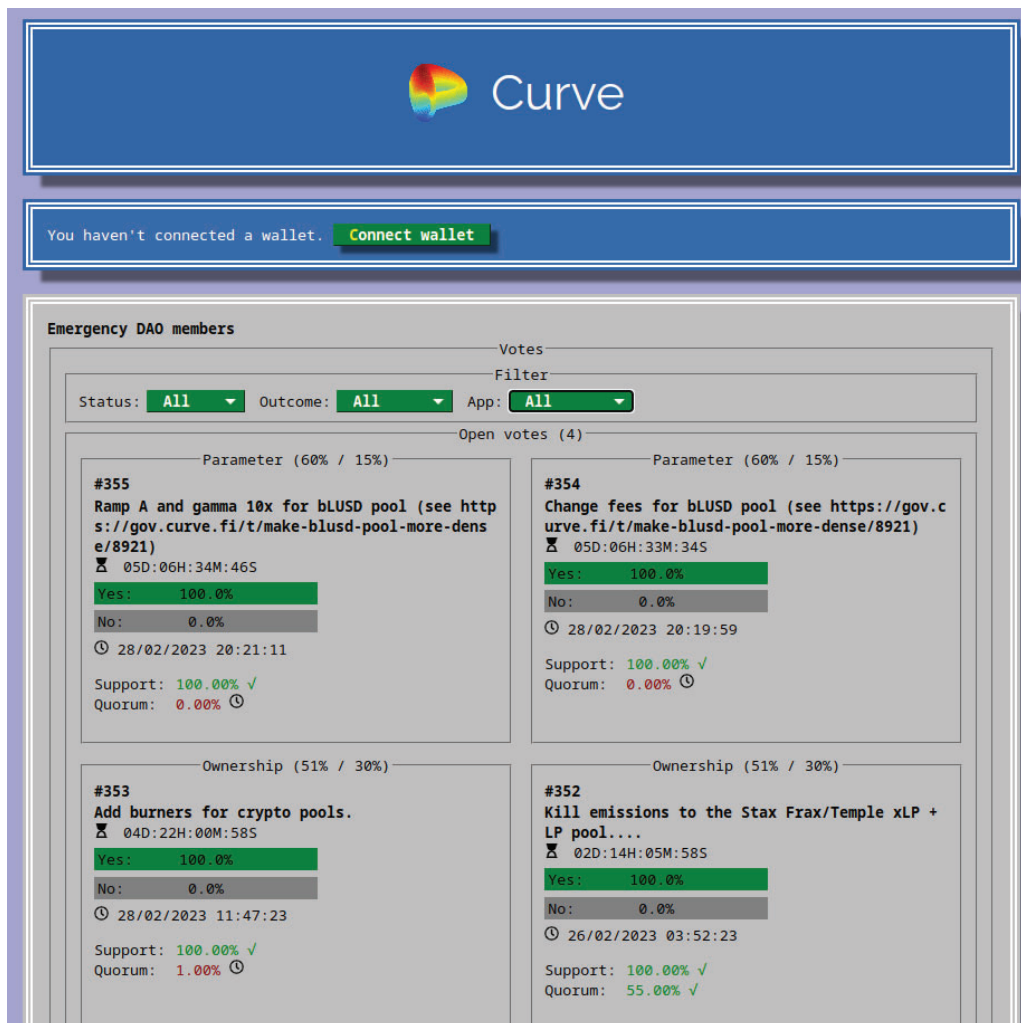 Curve
You haven't connected a wallet. Connect wallet
Emergency DAO members
Votes
Filter
Status: All Outcome: All App: All
Open votes (4)
Parameter (60% / 15%)
#355
Ramp A and gamma 10x for bLUSD pool (see http
s://gov.curve.fi/t/make-blusd-pool-more-dens
e/8921)
05D:06H:34M:46S
Yes: 100.0%
No: 0.0%
28/02/2023 20:21:11
Support: 100.00% √
Quorum: 0.00%
Parameter (60% / 15%)
#354
Change fees for bLUSD pool (see https://gov.c
urve.fi/t/make-blusd-pool-more-dense/8921)
05D:06H:33M:34S
Yes: 100.0%
No: 0.0%
28/02/2023 20:19:59
Support: 100.00% √
Quorum: 0.00%
Ownership (51% / 30%)
#353
Add burners for crypto pools.
04D:22H:00M:58S
Yes: 100.0%
No: 0.0%
28/02/2023 11:47:23
Support: 100.00% √
Quorum: 1.00%
Ownership (51% / 30%)
#352
Kill emissions to the Stax Frax/Temple xLP +
LP pool....
02D:14H:05M:58S
Yes: 100.0%
No: 0.0%
26/02/2023 03:52:23
Support: 100.00% √
Quorum: 55.00% √